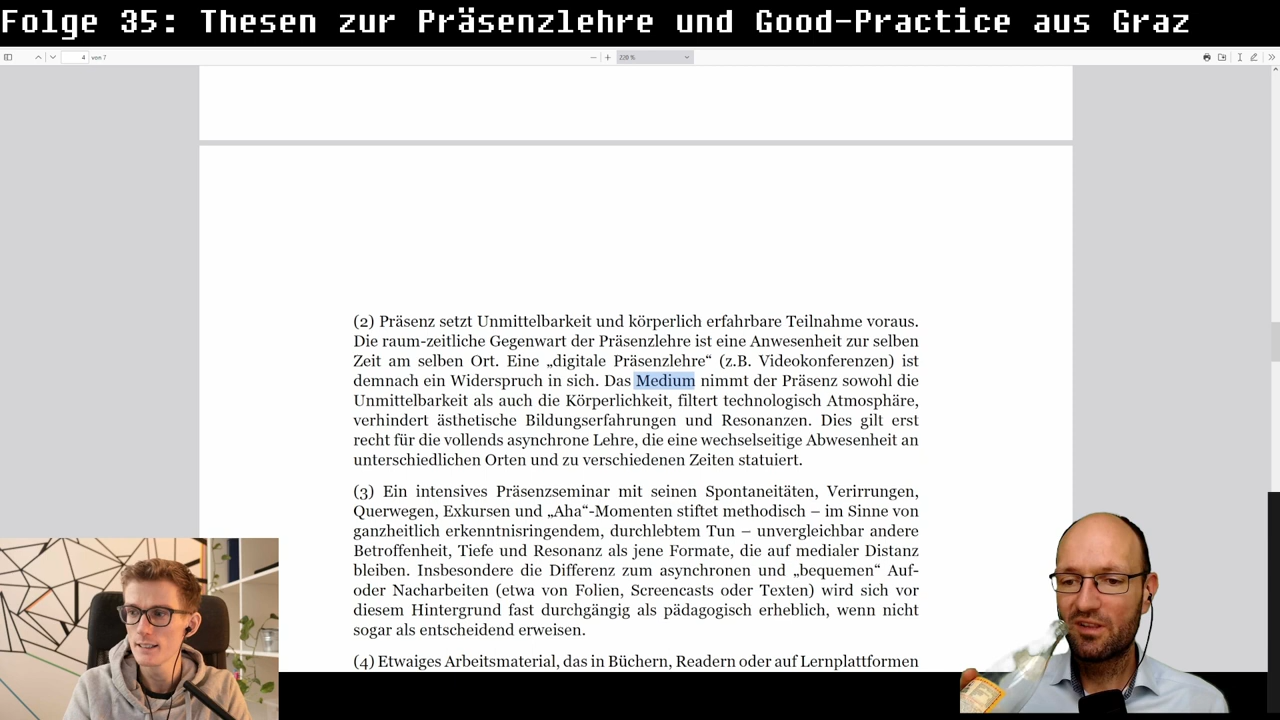 Folge 35: Thesen zur Präsenzlehre und Good-Practice aus Graz
4 von 7
220 %
(2) Präsenz setzt Unmittelbarkeit und körperlich erfahrbare Teilnahme voraus.
Die raum-zeitliche Gegenwart der Präsenzlehre ist eine Anwesenheit zur selben
Zeit am selben Ort. Eine „digitale Präsenzlehre“ (z.B. Videokonferenzen) ist
demnach ein Widerspruch in sich. Das Medium nimmt der Präsenz sowohl die
Unmittelbarkeit als auch die Körperlichkeit, filtert technologisch Atmosphäre,
verhindert ästhetische Bildungserfahrungen und Resonanzen. Dies gilt erst
recht für die vollends asynchrone Lehre, die eine wechselseitige Abwesenheit an
unterschiedlichen Orten und zu verschiedenen Zeiten statuiert.
(3) Ein intensives Präsenzseminar mit seinen Spontaneitäten, Verirrungen,
Querwegen, Exkursen und „Aha“-Momenten stiftet methodisch – im Sinne von
ganzheitlich erkenntnisringendem, durchlebtem Tun – unvergleichbar andere
Betroffenheit, Tiefe und Resonanz als jene Formate, die auf medialer Distanz
bleiben. Insbesondere die Differenz zum asynchronen und „bequemen“ Auf-
oder Nacharbeiten (etwa von Folien, Screencasts oder Texten) wird sich vor
diesem Hintergrund fast durchgängig als pädagogisch erheblich, wenn nicht
sogar als entscheidend erweisen.
(4) Etwaiges Arbeitsmaterial, das in Büchern, Readern oder auf Lernplattformen